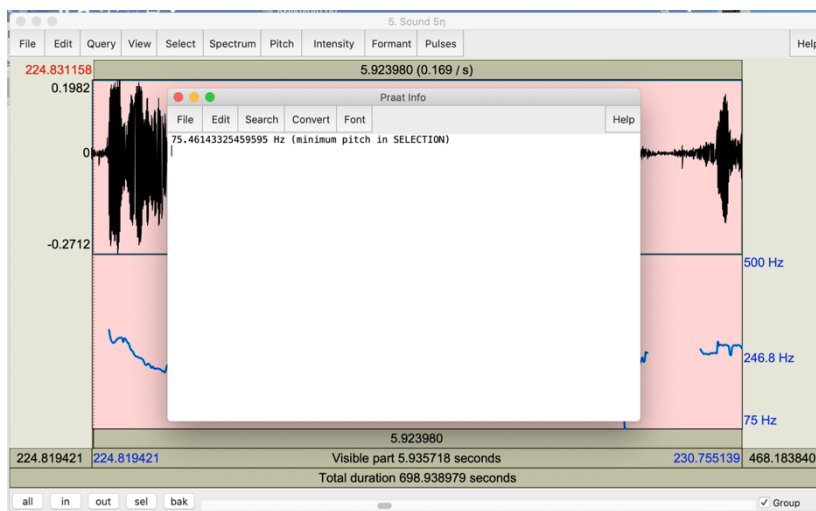 5. Sound 5η
File Edit Query View Select Spectrum Pitch Intensity Formant Pulses Help
224.831158 5.923980 (0.169 / s)
0.1982
Praat Info
File Edit Search Convert Font Help
75.46143325459595 Hz (minimum pitch in SELECTION)
0
-0.2712
500 Hz
246.8 Hz
75 Hz
5.923980
224.819421 224.819421 Visible part 5.935718 seconds 230.755139 468.183840
Total duration 698.938979 seconds
all in out sel bak Group